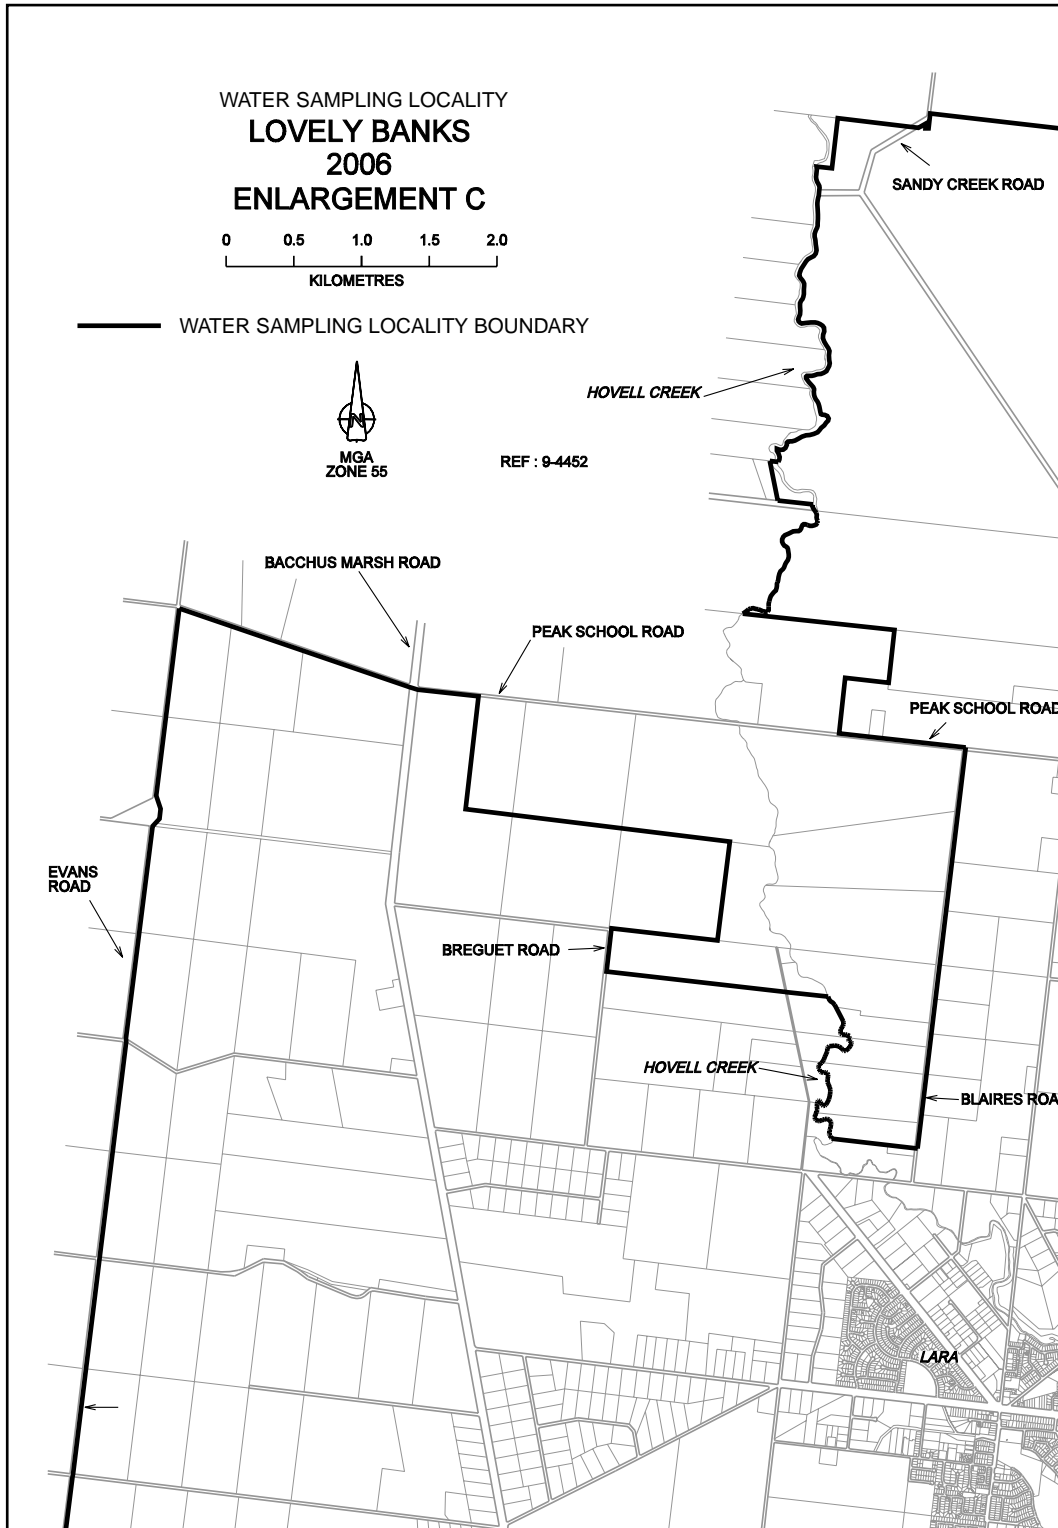 WATER SAMPLING LOCALITY
LOVELY BANKS
2006
ENLARGEMENT C
0 0.5 1.0 1.5 2.0
KILOMETRES
WATER SAMPLING LOCALITY BOUNDARY
N
MGA
ZONE 55
REF : 9-4452
SANDY CREEK ROAD
HOVELL CREEK
BACCHUS MARSH ROAD
PEAK SCHOOL ROAD
PEAK SCHOOL ROAD
EVANS
ROAD
BREGUET ROAD
HOVELL CREEK
BLAIRES ROA
LARA